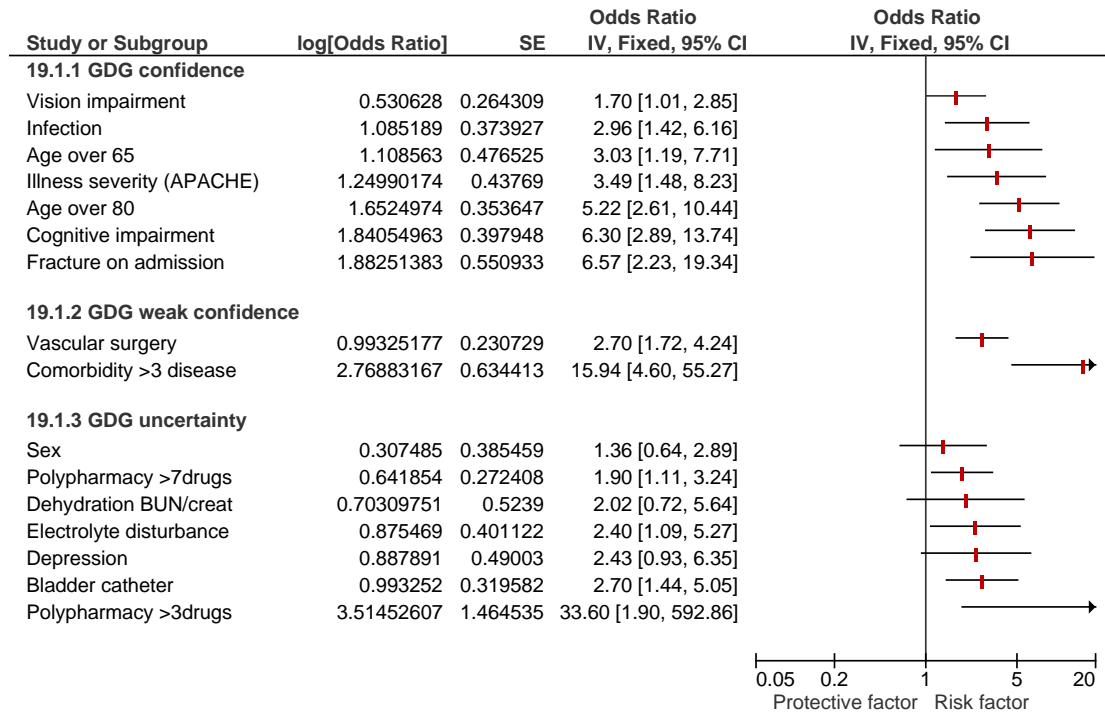 Odds Ratio Odds Ratio
Study or Subgroup log[Odds Ratio] SE IV, Fixed, 95% CI IV, Fixed, 95% CI
19.1.1 GDG confidence
Vision impairment 0.530628 0.264309 1.70 [1.01, 2.85]
Infection 1.085189 0.373927 2.96 [1.42, 6.16]
Age over 65 1.108563 0.476525 3.03 [1.19, 7.71]
Illness severity (APACHE) 1.24990174 0.43769 3.49 [1.48, 8.23]
Age over 80 1.6524974 0.353647 5.22 [2.61, 10.44]
Cognitive impairment 1.84054963 0.397948 6.30 [2.89, 13.74]
Fracture on admission 1.88251383 0.550933 6.57 [2.23, 19.34]
19.1.2 GDG weak confidence
Vascular surgery 0.99325177 0.230729 2.70 [1.72, 4.24]
Comorbidity >3 disease 2.76883167 0.634413 15.94 [4.60, 55.27]
19.1.3 GDG uncertainty
Sex 0.307485 0.385459 1.36 [0.64, 2.89]
Polypharmacy >7drugs 0.641854 0.272408 1.90 [1.11, 3.24]
Dehydration BUN/creat 0.70309751 0.5239 2.02 [0.72, 5.64]
Electrolyte disturbance 0.875469 0.401122 2.40 [1.09, 5.27]
Depression 0.887891 0.49003 2.43 [0.93, 6.35]
Bladder catheter 0.993252 0.319582 2.70 [1.44, 5.05]
Polypharmacy >3drugs 3.51452607 1.464535 33.60 [1.90, 592.86]
0.05 0.2 1 5 20
Protective factor Risk factor